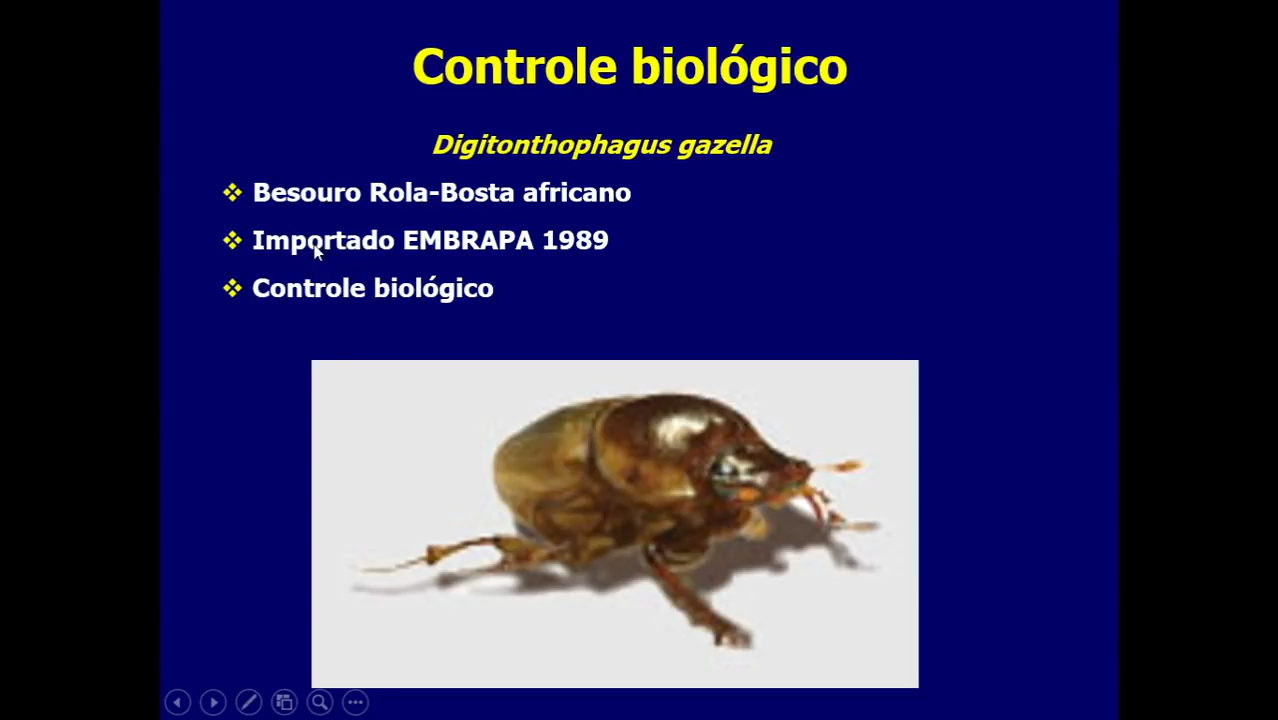 Controle biológico
Digitonthophagus gazella
Besouro Rola-Bosta africano
Importado EMBRAPA 1989
Controle biológico